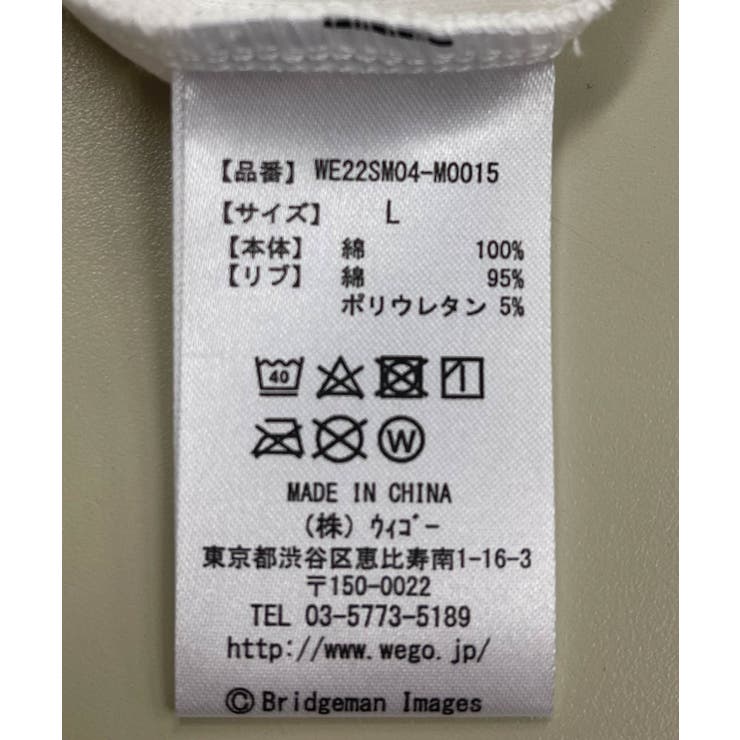 【品番】 WE22SM04-M0015
【サイズ】 L
【本体】 綿 100%
【リブ】 綿 95%
ポリウレタン 5%
40
W
MADE IN CHINA
(株) ｳｨｺﾞｰ
東京都渋谷区恵比寿南1-16-3
〒150-0022
TEL 03-5773-5189
http://www.wego.jp/
© Bridgeman Images